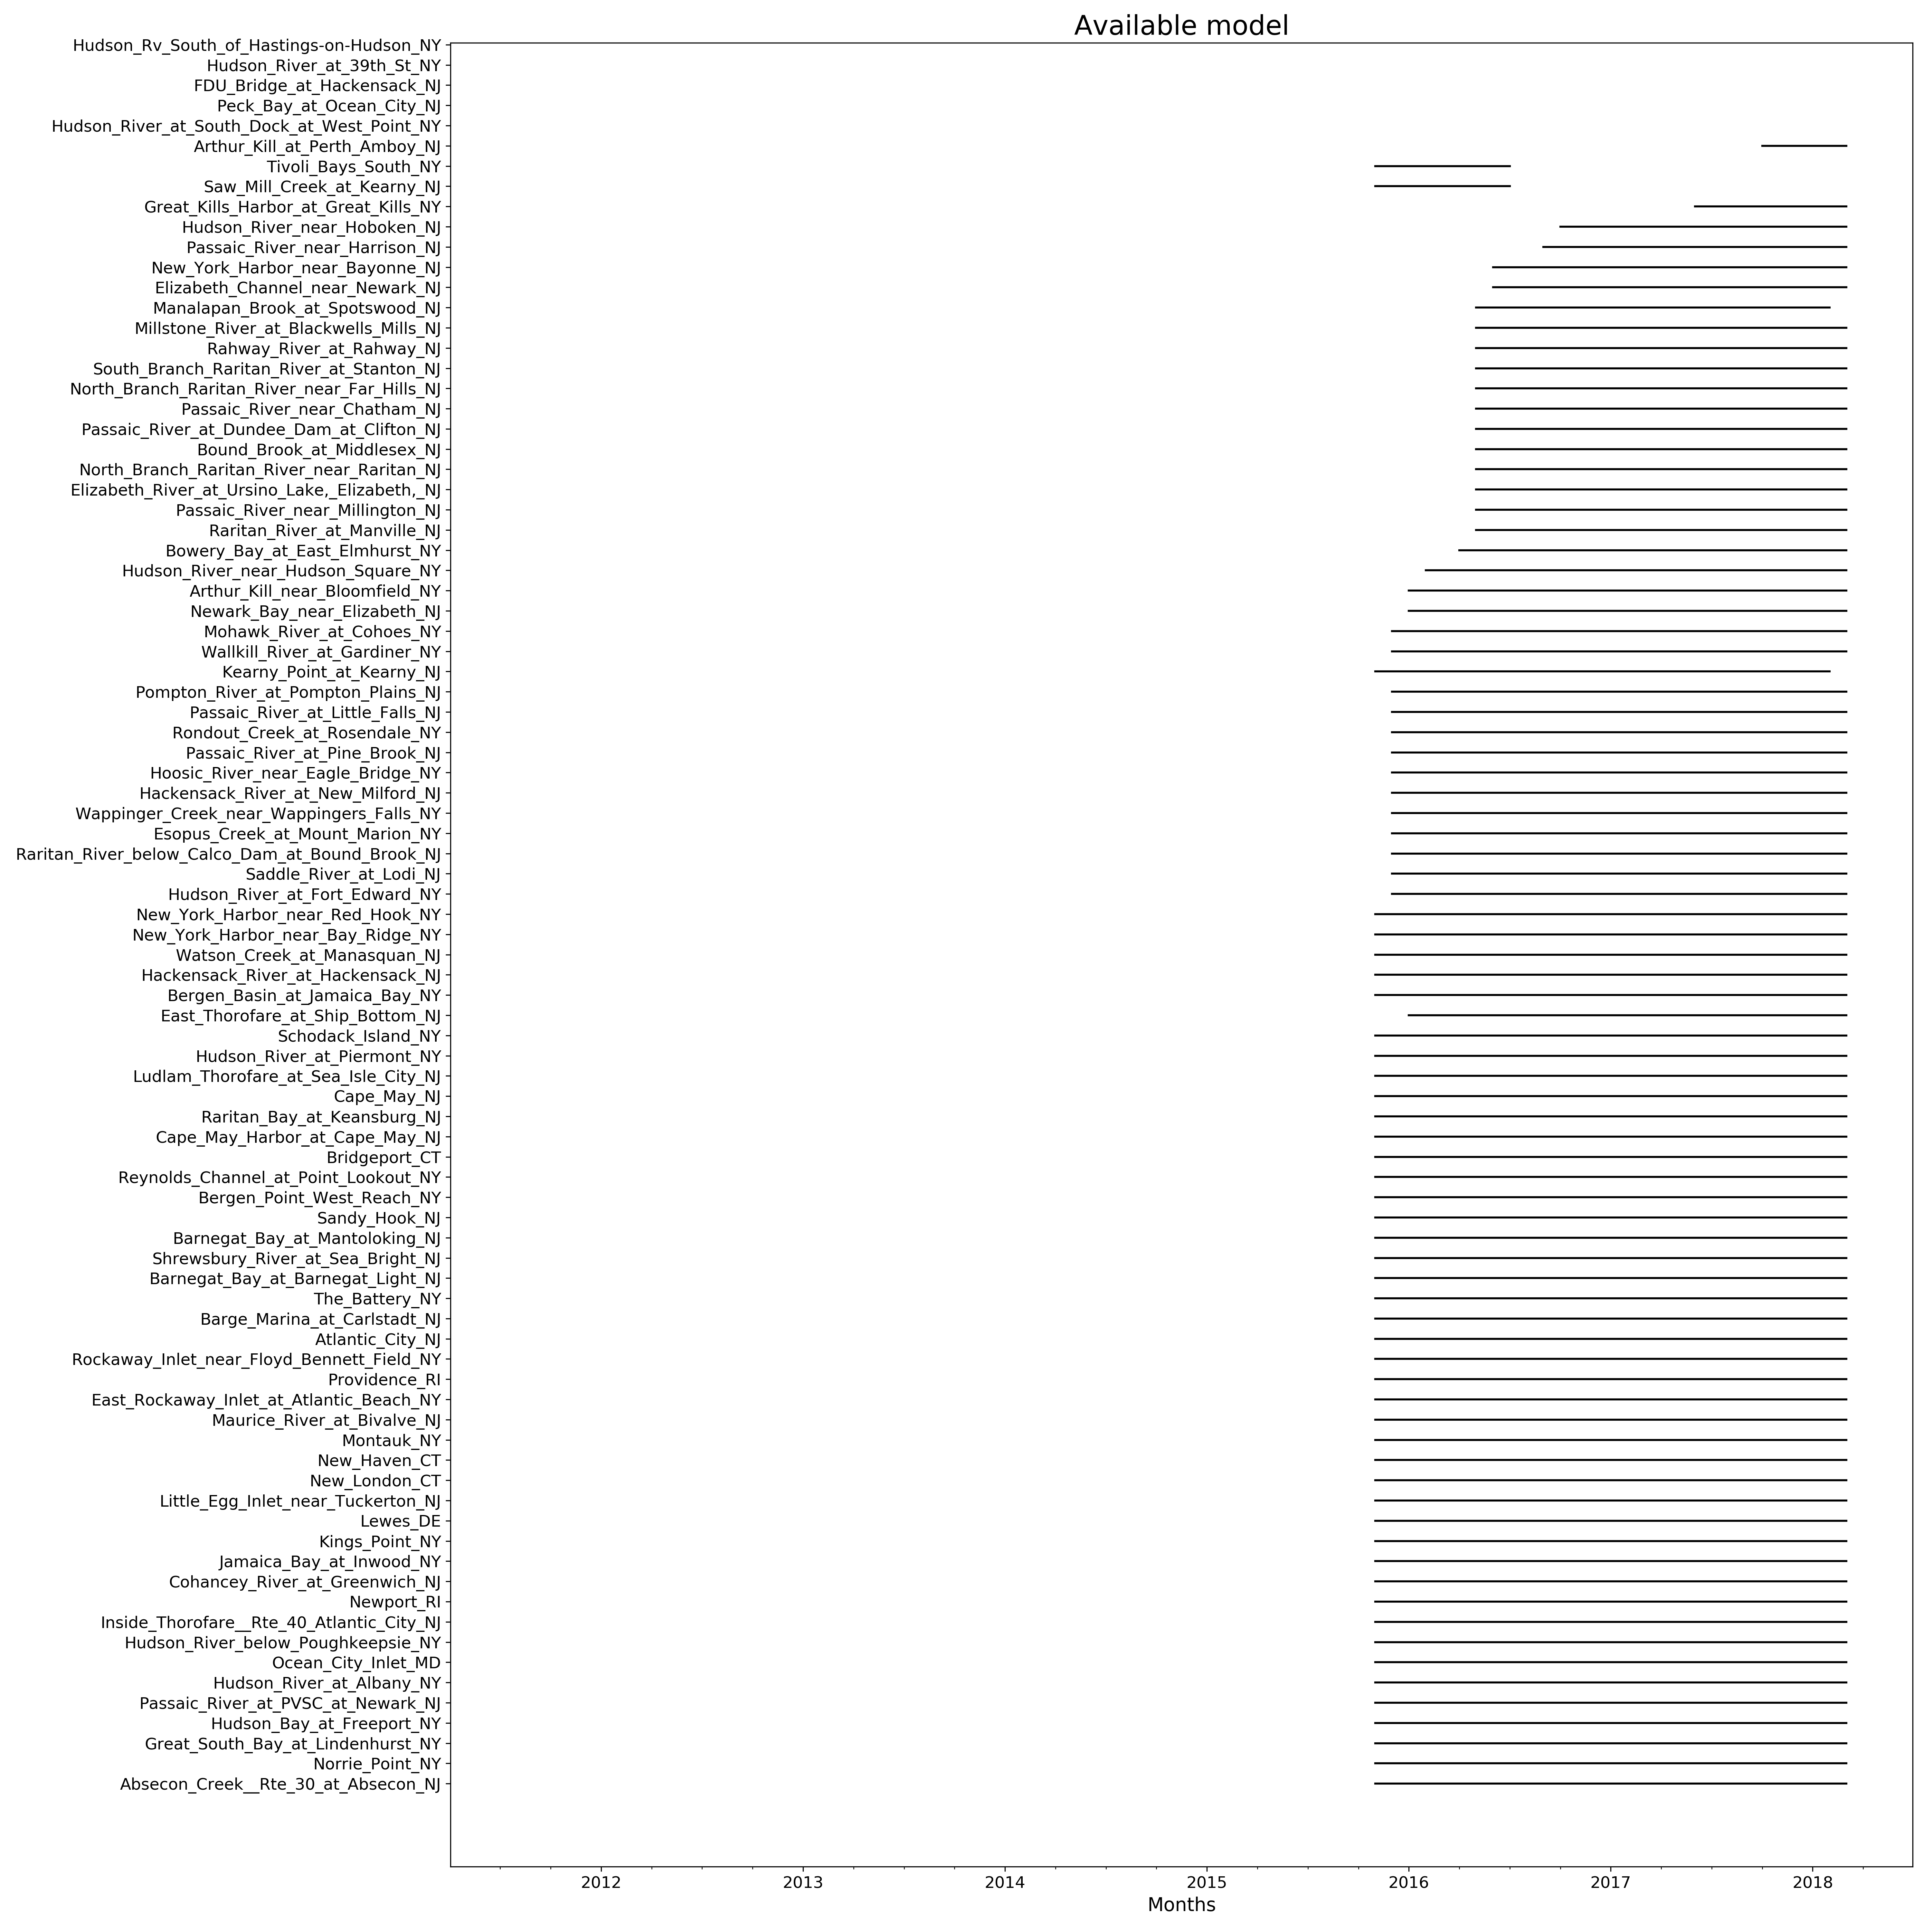 Available model
Hudson_Rv_South_of_Hastings-on-Hudson_NY
Hudson_River_at_39th_St_NY
FDU_Bridge_at_Hackensack_NJ
Peck_Bay_at_Ocean_City_NJ
Hudson_River_at_South_Dock_at_West_Point_NY
Arthur_Kill_at_Perth_Amboy_NJ
Tivoli_Bays_South_NY
Saw_Mill_Creek_at_Kearny_NJ
Great_Kills_Harbor_at_Great_Kills_NY
Hudson_River_near_Hoboken_NJ
Passaic_River_near_Harrison_NJ
New_York_Harbor_near_Bayonne_NJ
Elizabeth_Channel_near_Newark_NJ
Manalapan_Brook_at_Spotswood_NJ
Millstone_River_at_Blackwells_Mills_NJ
Rahway_River_at_Rahway_NJ
South_Branch_Raritan_River_at_Stanton_NJ
North_Branch_Raritan_River_near_Far_Hills_NJ
Passaic_River_near_Chatham_NJ
Passaic_River_at_Dundee_Dam_at_Clifton_NJ
Bound_Brook_at_Middlesex_NJ
North_Branch_Raritan_River_near_Raritan_NJ
Elizabeth_River_at_Ursino_Lake,_Elizabeth,_NJ
Passaic_River_near_Millington_NJ
Raritan_River_at_Manville_NJ
Bowery_Bay_at_East_Elmhurst_NY
Hudson_River_near_Hudson_Square_NY
Arthur_Kill_near_Bloomfield_NY
Newark_Bay_near_Elizabeth_NJ
Mohawk_River_at_Cohoes_NY
Wallkill_River_at_Gardiner_NY
Kearny_Point_at_Kearny_NJ
Pompton_River_at_Pompton_Plains_NJ
Passaic_River_at_Little_Falls_NJ
Rondout_Creek_at_Rosendale_NY
Passaic_River_at_Pine_Brook_NJ
Hoosic_River_near_Eagle_Bridge_NY
Hackensack_River_at_New_Milford_NJ
Wappinger_Creek_near_Wappingers_Falls_NY
Esopus_Creek_at_Mount_Marion_NY
Raritan_River_below_Calco_Dam_at_Bound_Brook_NJ
Saddle_River_at_Lodi_NJ
Hudson_River_at_Fort_Edward_NY
New_York_Harbor_near_Red_Hook_NY
New_York_Harbor_near_Bay_Ridge_NY
Watson_Creek_at_Manasquan_NJ
Hackensack_River_at_Hackensack_NJ
Bergen_Basin_at_Jamaica_Bay_NY
East_Thorofare_at_Ship_Bottom_NJ
Schodack_Island_NY
Hudson_River_at_Piermont_NY
Ludlam_Thorofare_at_Sea_Isle_City_NJ
Cape_May_NJ
Raritan_Bay_at_Keansburg_NJ
Cape_May_Harbor_at_Cape_May_NJ
Bridgeport_CT
Reynolds_Channel_at_Point_Lookout_NY
Bergen_Point_West_Reach_NY
Sandy_Hook_NJ
Barnegat_Bay_at_Mantoloking_NJ
Shrewsbury_River_at_Sea_Bright_NJ
Barnegat_Bay_at_Barnegat_Light_NJ
The_Battery_NY
Barge_Marina_at_Carlstadt_NJ
Atlantic_City_NJ
Rockaway_Inlet_near_Floyd_Bennett_Field_NY
Providence_RI
East_Rockaway_Inlet_at_Atlantic_Beach_NY
Maurice_River_at_Bivalve_NJ
Montauk_NY
New_Haven_CT
New_London_CT
Little_Egg_Inlet_near_Tuckerton_NJ
Lewes_DE
Kings_Point_NY
Jamaica_Bay_at_Inwood_NY
Cohancey_River_at_Greenwich_NJ
Newport_RI
Inside_Thorofare__Rte_40_Atlantic_City_NJ
Hudson_River_below_Poughkeepsie_NY
Ocean_City_Inlet_MD
Hudson_River_at_Albany_NY
Passaic_River_at_PVSC_at_Newark_NJ
Hudson_Bay_at_Freeport_NY
Great_South_Bay_at_Lindenhurst_NY
Norrie_Point_NY
Absecon_Creek__Rte_30_at_Absecon_NJ
2012 2013 2014 2015 2016 2017 2018
Months